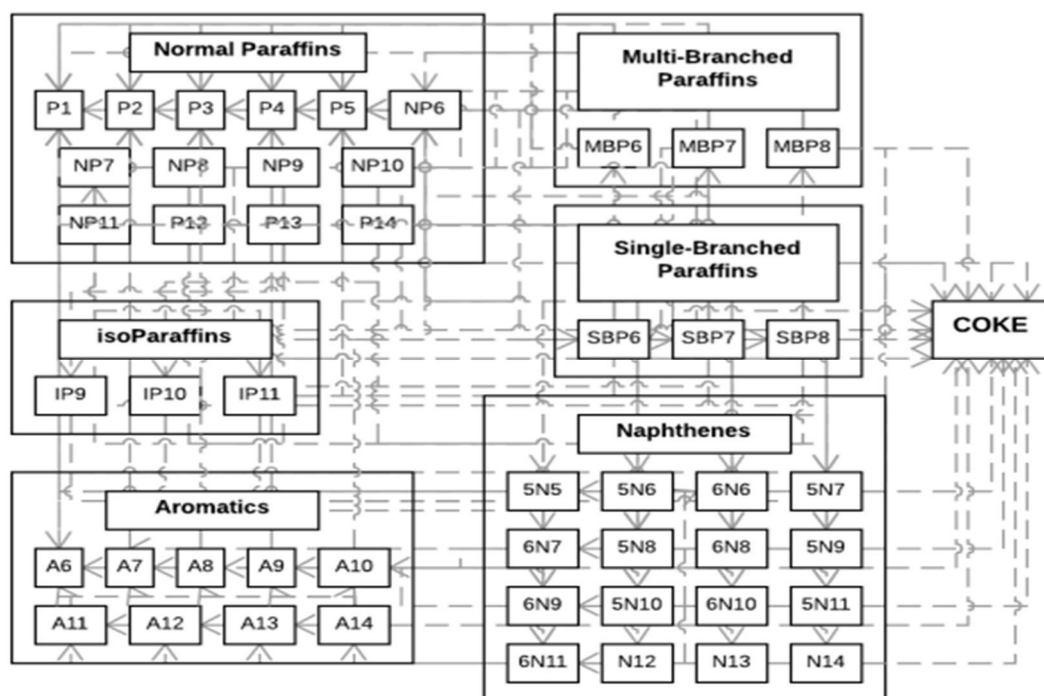 Normal Paraffins
P1 P2 P3 P4 P5 NP6
NP7 NP8 NP9 NP10
NP11 P12 P13 P14
Multi-Branched
Paraffins
MBP6 MBP7 MBP8
Single-Branched
Paraffins
SBP6 SBP7 SBP8
COKE
isoParaffins
IP9 IP10 IP11
Naphthenes
5N5 5N6 6N6 5N7
6N7 5N8 6N8 5N9
6N9 5N10 6N10 5N11
6N11 N12 N13 N14
Aromatics
A6 A7 A8 A9 A10
A11 A12 A13 A14